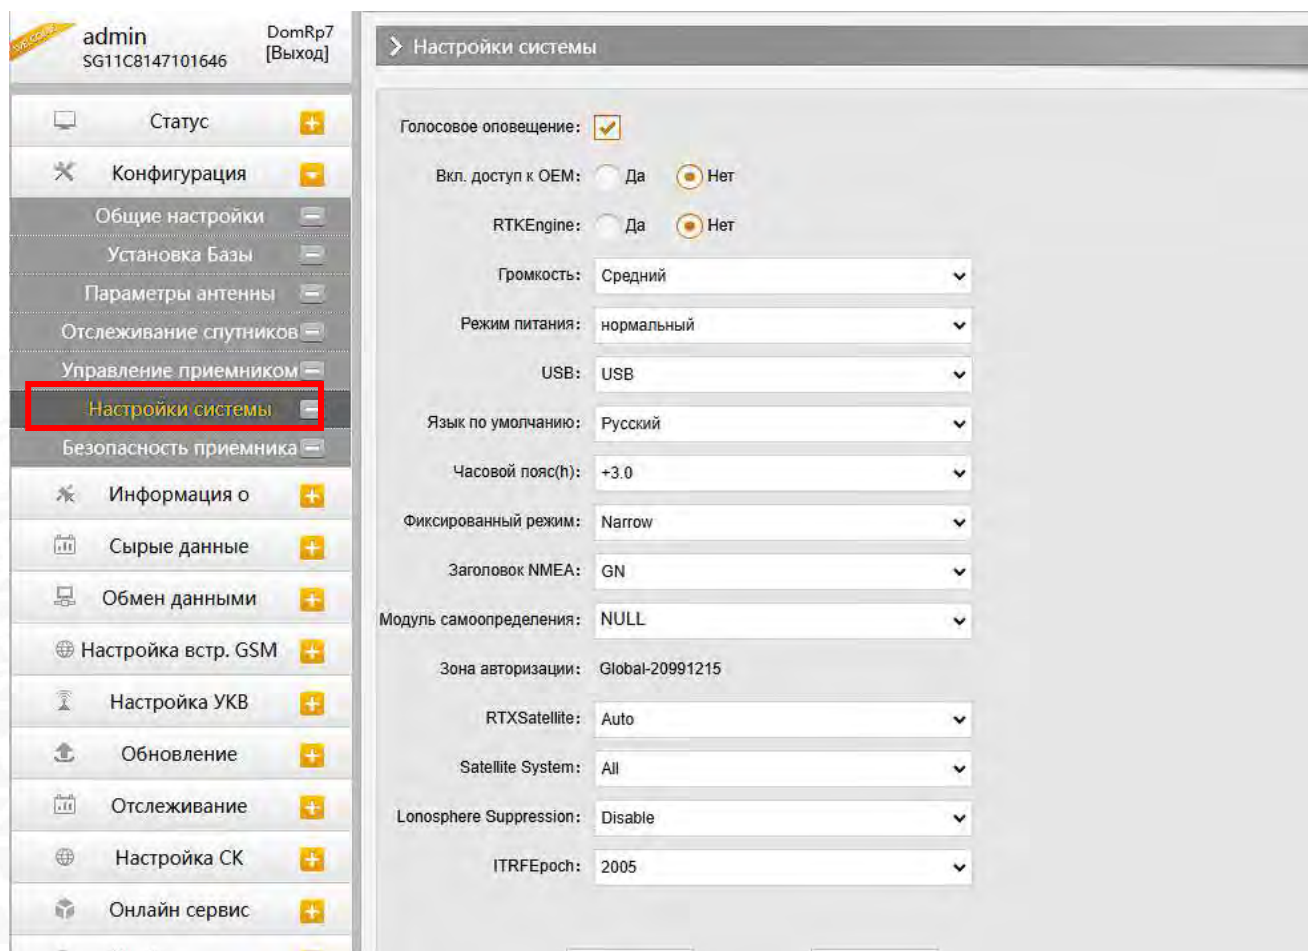 WELCOME
admin
DomRp7
SG11C8147101646
[Выход]
Статус
Конфигурация
Общие настройки
Установка Базы
Параметры антенны
Отслеживание спутников
Управление приемником
Настройки системы
Безопасность приемника
Информация о
Сырые данные
Обмен данными
Настройка встр. GSM
Настройка УКВ
Обновление
Отслеживание
Настройка СК
Онлайн сервис
Настройки системы
Голосовое оповещение:
Вкл. доступ к OEM: Да Нет
RTKEngine: Да Нет
Громкость: Средний
Режим питания: нормальный
USB: USB
Язык по умолчанию: Русский
Часовой пояс(h): +3.0
Фиксированный режим: Narrow
Заголовок NMEA: GN
Модуль самоопределения: NULL
Зона авторизации: Global-20991215
RTXSatellite: Auto
Satellite System: All
Lonosphere Suppression: Disable
ITRFEpoch: 2005